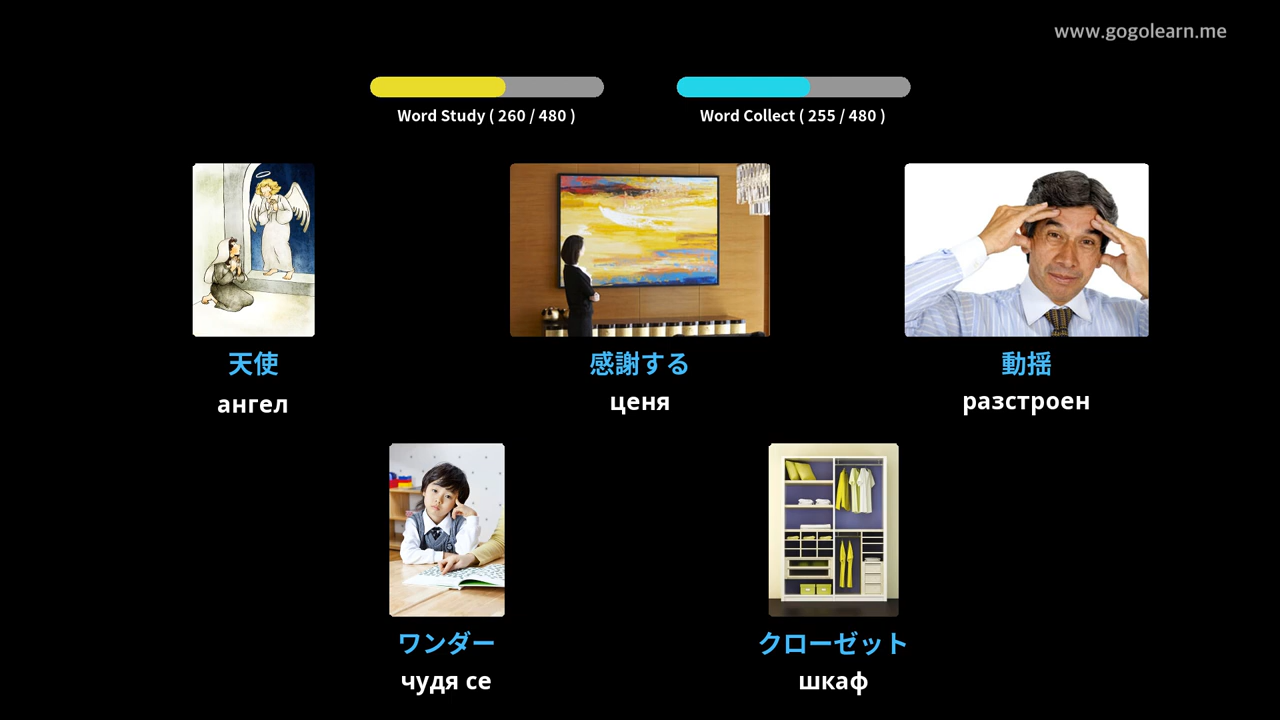 www.gogolearn.me
Word Study ( 260 / 480 )
Word Collect ( 255 / 480 )
天使
ангел
感謝する
ценя
動揺
разстроен
ワンダー
чудя се
クローゼット
шкаф